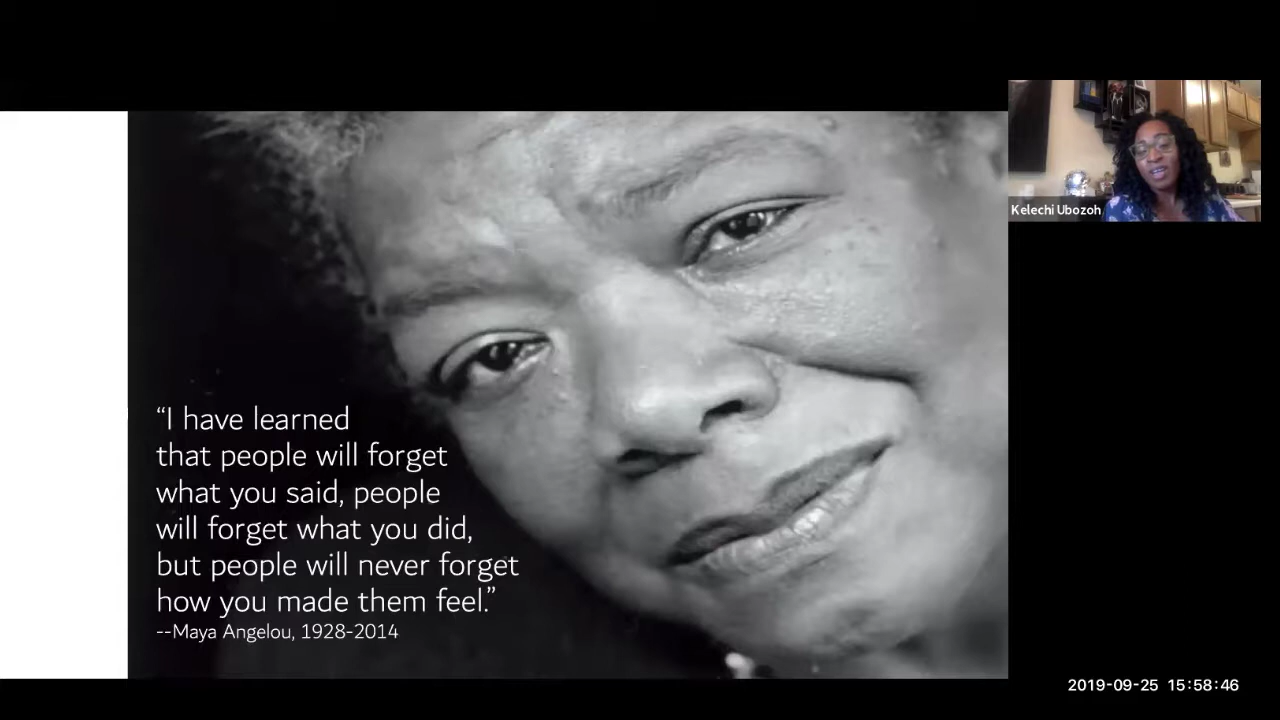 Kelechi Ubozoh
“I have learned
that people will forget
what you said, people
will forget what you did,
but people will never forget
how you made them feel.”
--Maya Angelou, 1928-2014
2019-09-25 15:58:46